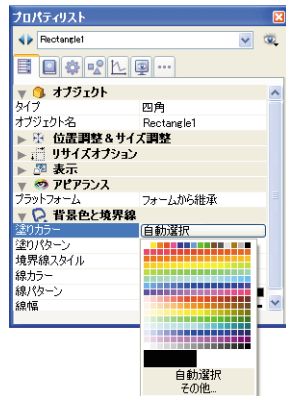 プロパティリスト
Rectangle1
オブジェクト
タイプ 四角
オブジェクト名 Rectangle1
位置調整 & サイズ調整
リサイズオプション
表示
アピアランス
プラットフォーム フォームから継承
背景色と境界線
塗りカラー 自動選択
塗りパターン
境界線スタイル
線カラー
線パターン
線幅
自動選択
その他...